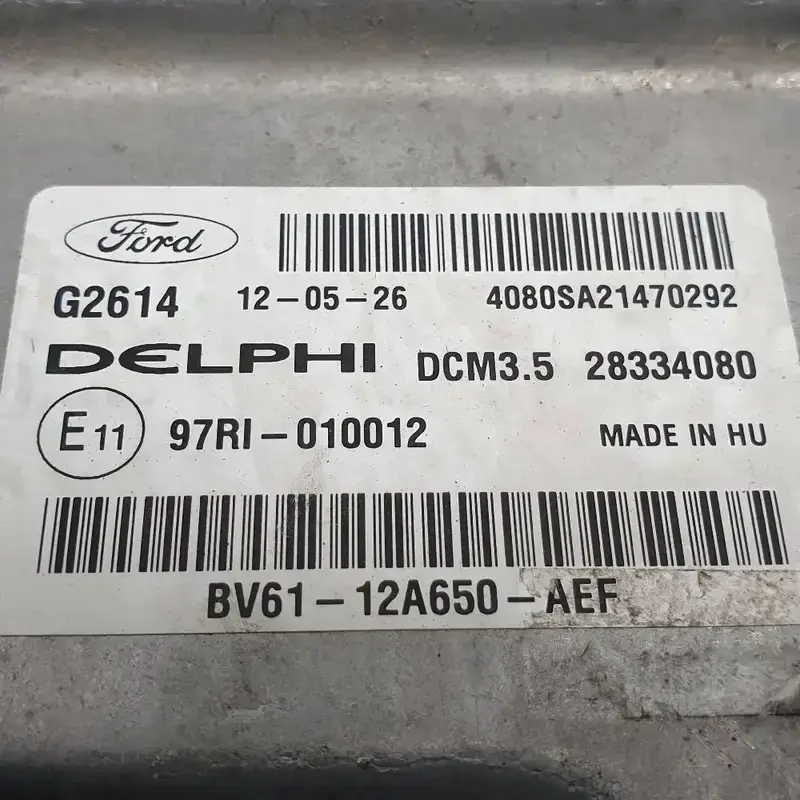 Ford
G2614 12-05-26 4080SA21470292
DELPHI DCM3.5 28334080
E11 97RI-010012 MADE IN HU
BV61-12A650-AEF